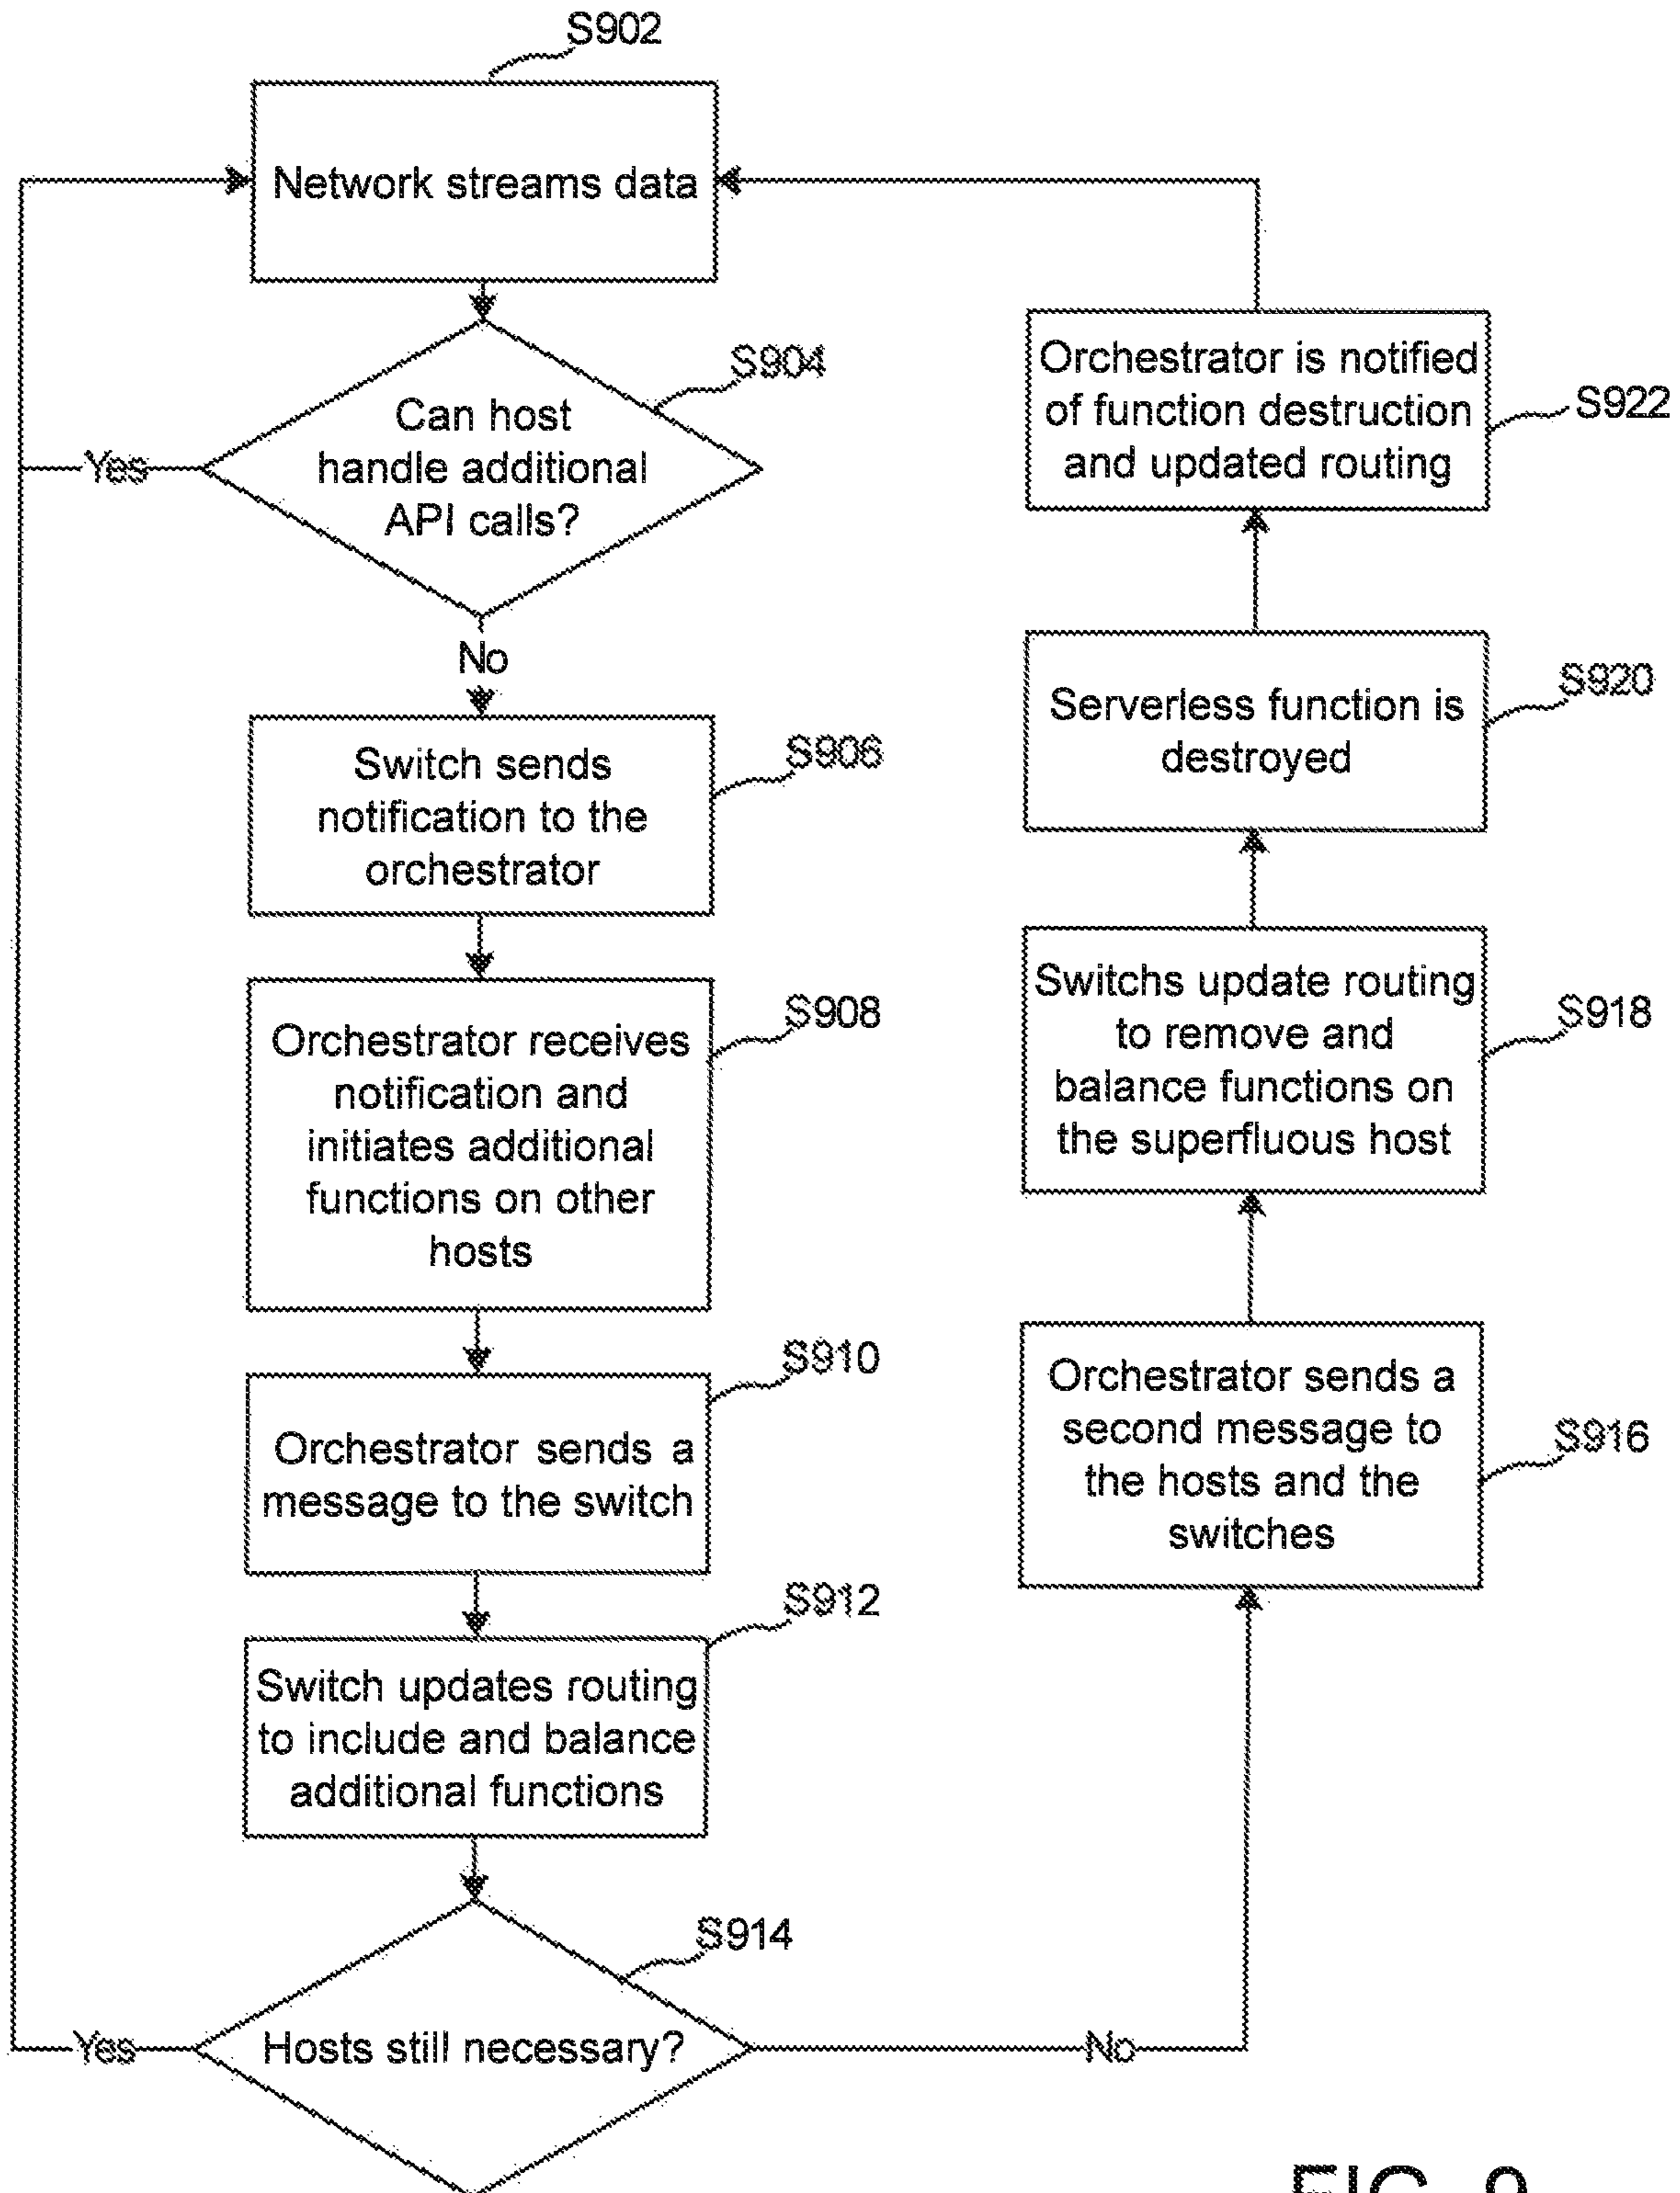 S902
Network streams data
S904
Can host
handle additional
API calls?
Yes
No
S906
Switch sends
notification to the
orchestrator
S908
Orchestrator receives
notification and
initiates additional
functions on other
hosts
S910
Orchestrator sends a
message to the switch
S912
Switch updates routing
to include and balance
additional functions
S914
Hosts still necessary?
Yes
No
Orchestrator sends a
second message to
the hosts and the
switches
S916
Switchs update routing
to remove and
balance functions on
the superfluous host
S918
Serverless function is
destroyed
S920
Orchestrator is notified
of function destruction
and updated routing
S922
FIG. 9